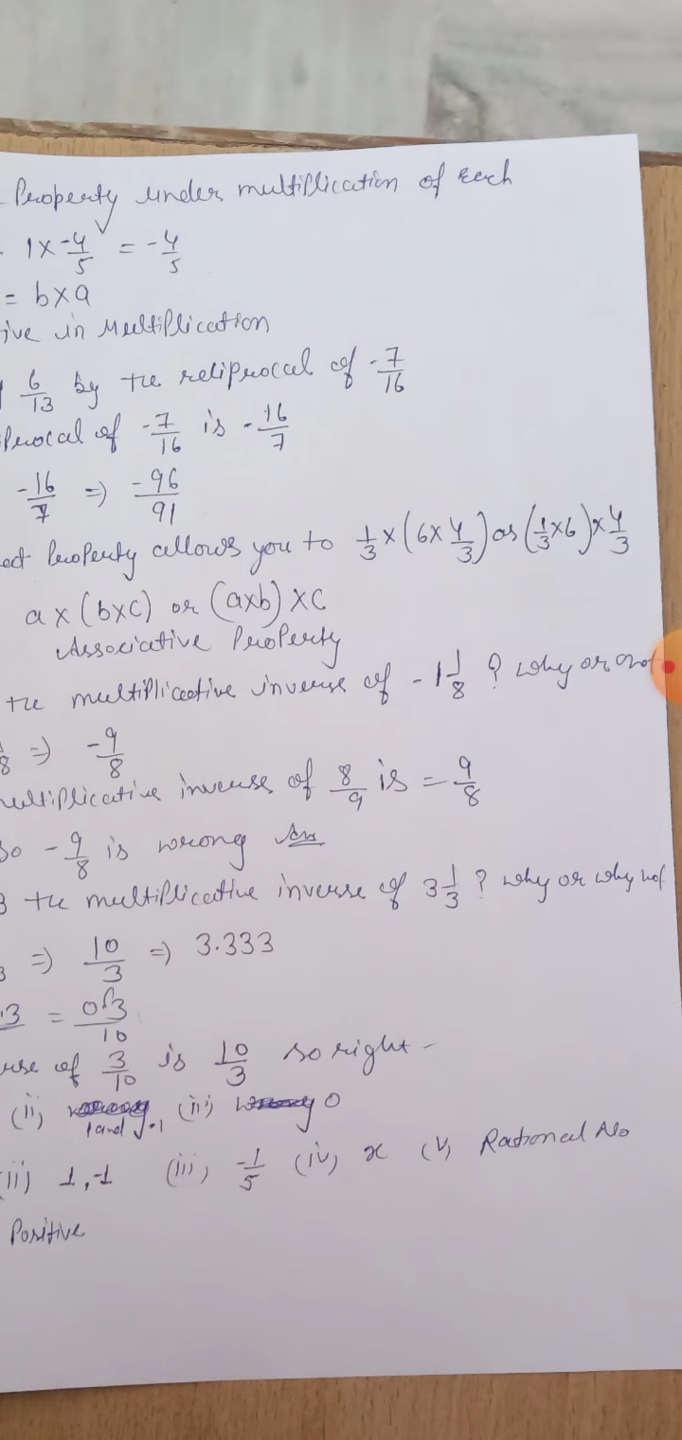 Property under multiplication of each
1 × -4/5 = -4/5
= b×a
ive in Multiplication
6/13 by the reciprocal of -7/16
procal of -7/16 is -16/7
-16/7 ⇒ -96/91
Property allows you to 1/3 × (6 × 4/3) as (1/3 × 6) × 4/3
a × (b×c) or (a×b) × c
Associative Property
the multiplicative inverse of -1 1/8 ? why or not
8 ⇒ -9/8
multiplicative inverse of 8/9 is = 9/8
so -9/8 is wrong Ans
3 the multiplicative inverse of 3 1/3 ? why or why not
3 ⇒ 10/3 ⇒ 3.333
.3 = 03/10
rse of 3/10 is 10/3 so right -
(ii) 1 and -1 (iii) 0
ii) 1, -1 (iii) -1/5 (iv) x (v) Rational No
Positive